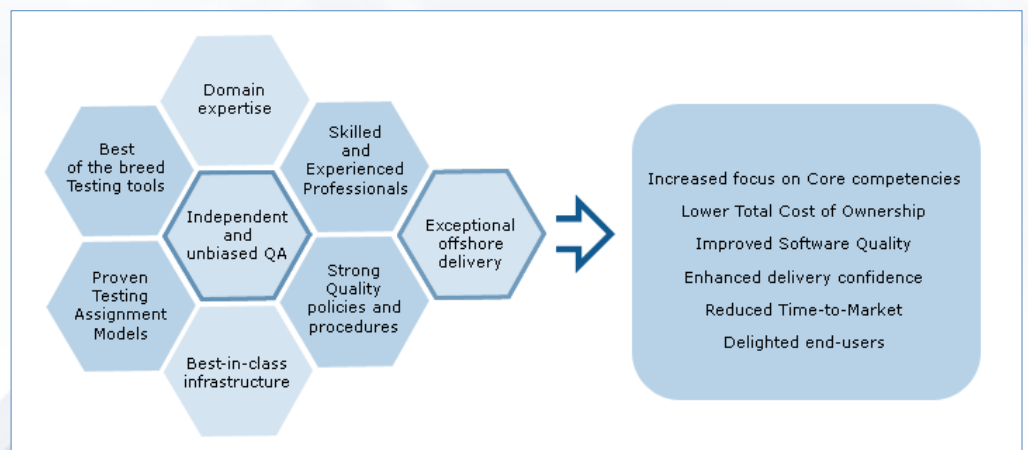 Domain
expertise
Best
of the breed
Testing tools
Skilled
and
Experienced
Professionals
Independent
and
unbiased QA
Exceptional
offshore
delivery
Proven
Testing
Assignment
Models
Strong
Quality
policies and
procedures
Best-in-class
infrastructure
Increased focus on Core competencies
Lower Total Cost of Ownership
Improved Software Quality
Enhanced delivery confidence
Reduced Time-to-Market
Delighted end-users